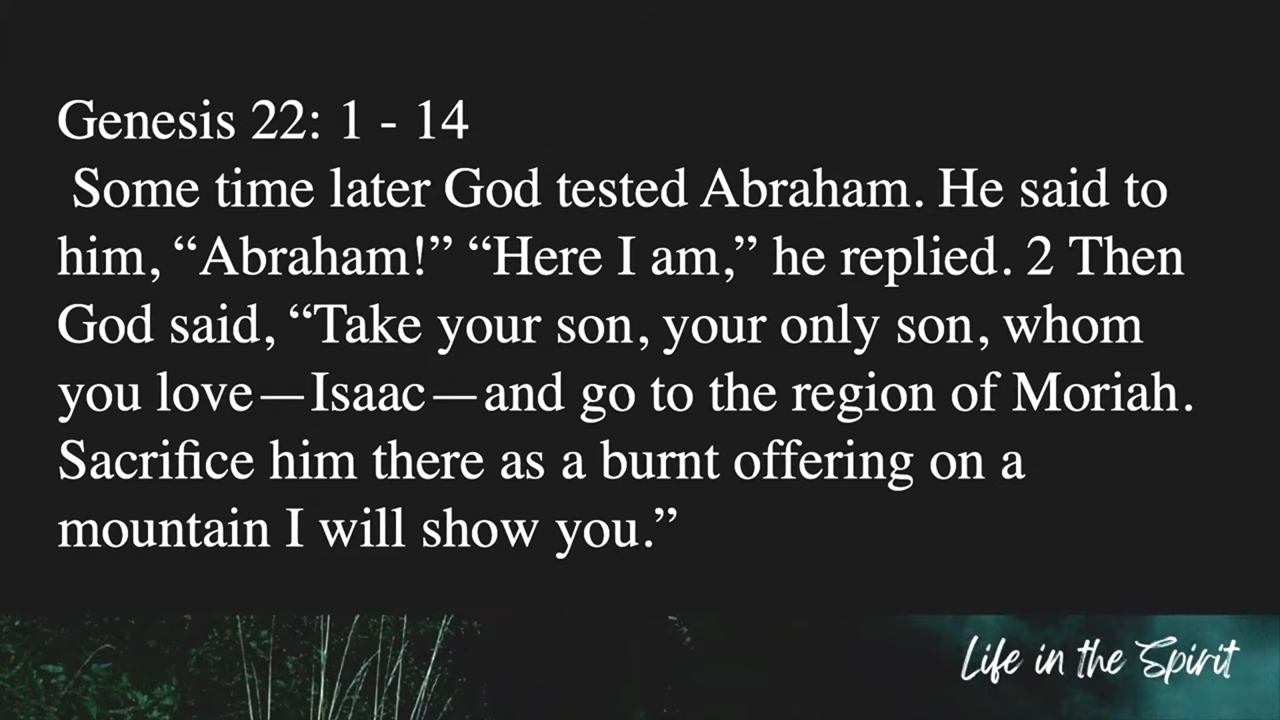 Genesis 22: 1 - 14
Some time later God tested Abraham. He said to
him, “Abraham!” “Here I am,” he replied. 2 Then
God said, “Take your son, your only son, whom
you love—Isaac—and go to the region of Moriah.
Sacrifice him there as a burnt offering on a
mountain I will show you.”
Life in the Spirit